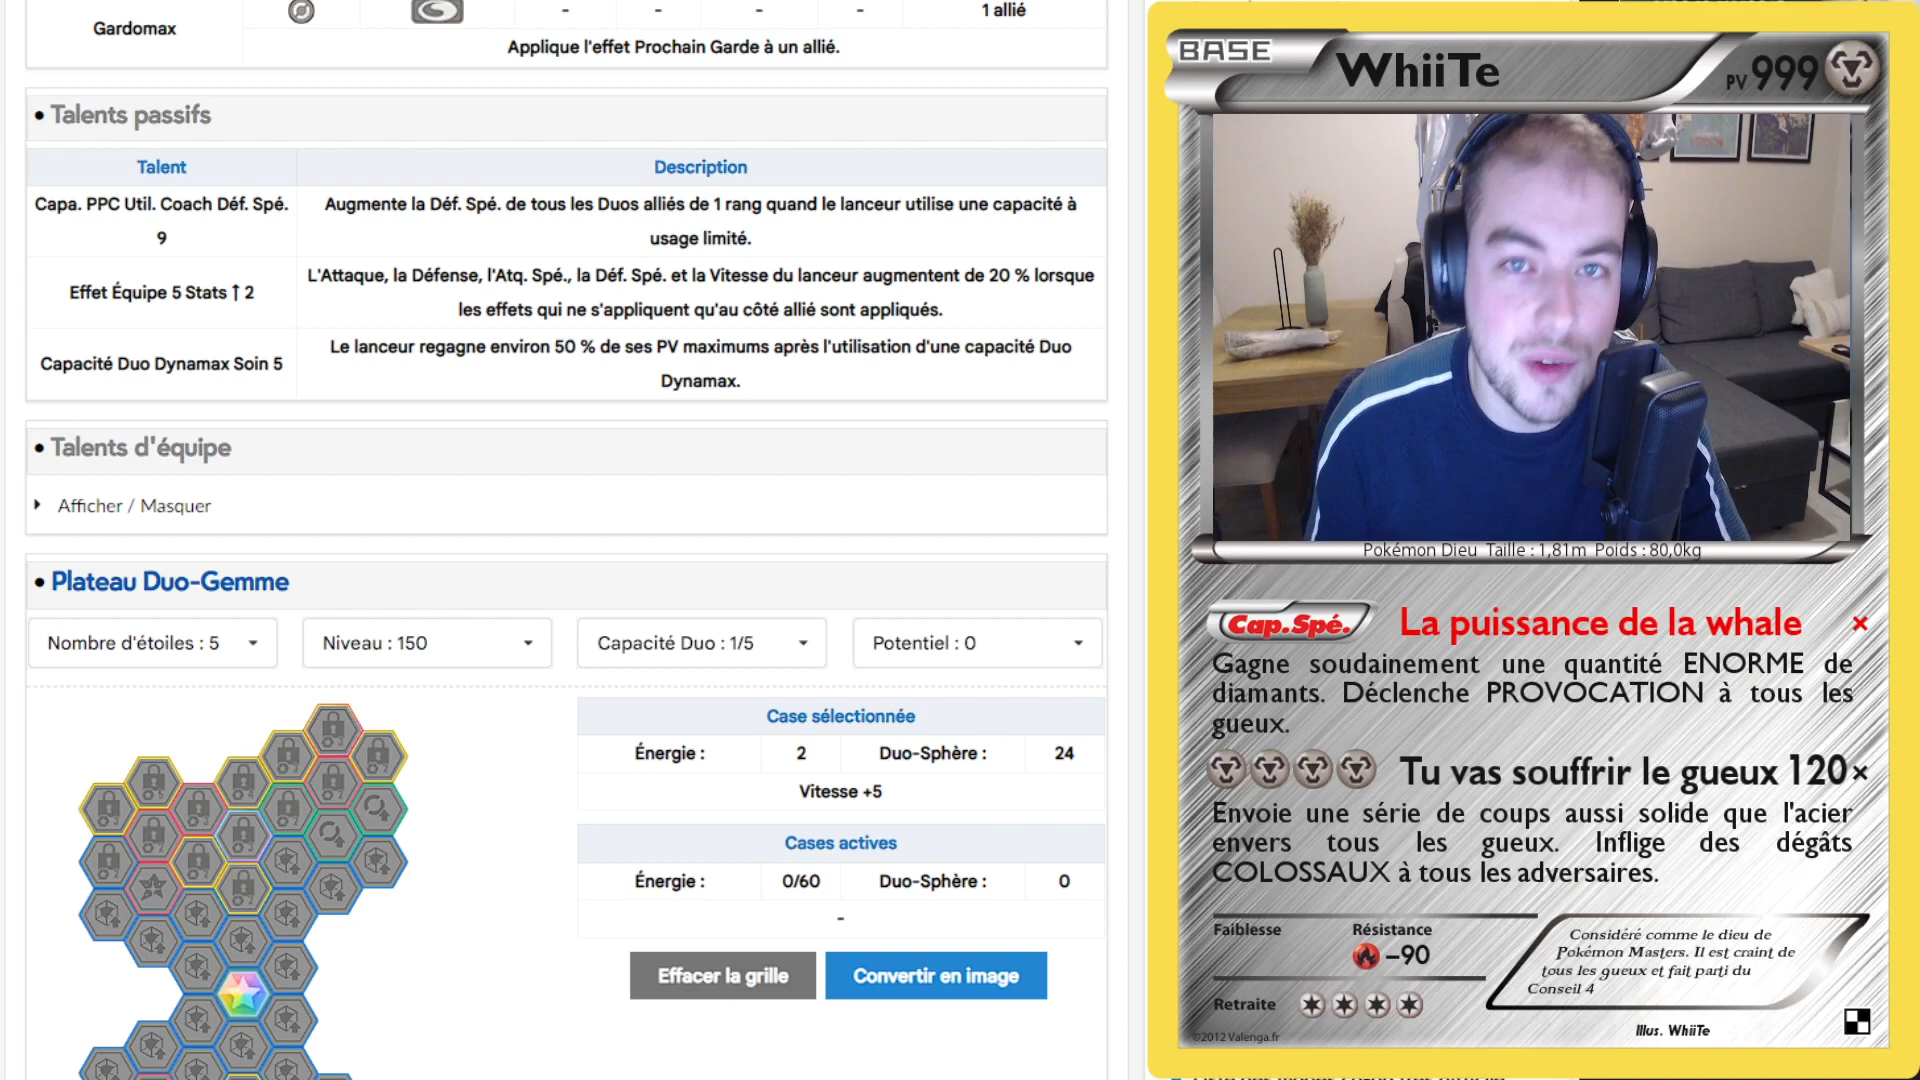 Gardomax
- - - - 1 allié
Applique l'effet Prochain Garde à un allié.
• Talents passifs
Talent Description
Capa. PPC Util. Coach Déf. Spé. 9
Augmente la Déf. Spé. de tous les Duos alliés de 1 rang quand le lanceur utilise une capacité à
usage limité.
Effet Équipe 5 Stats ↑ 2
L'Attaque, la Défense, l'Atq. Spé., la Déf. Spé. et la Vitesse du lanceur augmentent de 20 % lorsque
les effets qui ne s'appliquent qu'au côté allié sont appliqués.
Capacité Duo Dynamax Soin 5
Le lanceur regagne environ 50 % de ses PV maximums après l'utilisation d'une capacité Duo
Dynamax.
• Talents d'équipe
Afficher / Masquer
• Plateau Duo-Gemme
Nombre d'étoiles : 5 Niveau : 150 Capacité Duo : 1/5 Potentiel : 0
Case sélectionnée
Énergie : 2 Duo-Sphère : 24
Vitesse +5
Cases actives
Énergie : 0/60 Duo-Sphère : 0
-
Effacer la grille Convertir en image
BASE WhiiTe PV 999
Pokémon Dieu Taille : 1,81m Poids : 80,0kg
Cap.Spé. La puissance de la whale ×
Gagne soudainement une quantité ENORME de
diamants. Déclenche PROVOCATION à tous les
gueux.
Tu vas souffrir le gueux 120×
Envoie une série de coups aussi solide que l'acier
envers tous les gueux. Inflige des dégâts
COLOSSAUX à tous les adversaires.
Faiblesse Résistance
-90
Retraite
Considéré comme le dieu de
Pokémon Masters. Il est craint de
tous les gueux et fait parti du
Conseil 4
Illus. WhiiTe
©2012 Valenga.fr